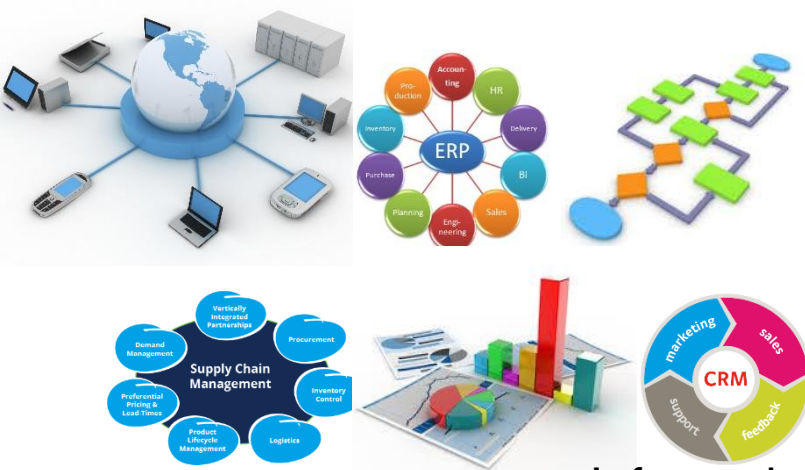 Accoun-
ting
HR
Delivery
BI
Sales
Engi-
neering
Planning
Purchase
Inventory
Pro-
duction
ERP
Vertically
Integrated
Partnerships
Procurement
Inventory
Control
Logistics
Product
Lifecycle
Management
Preferential
Pricing &
Lead-Times
Demand
Management
Supply Chain
Management
marketing
sales
feedback
support
CRM